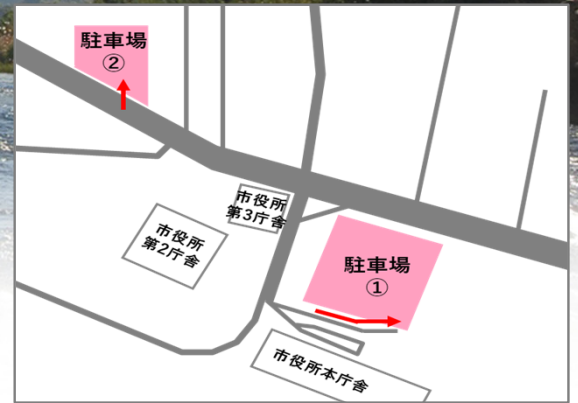 駐車場
②
市役所
第3庁舎
市役所
第2庁舎
駐車場
①
市役所本庁舎